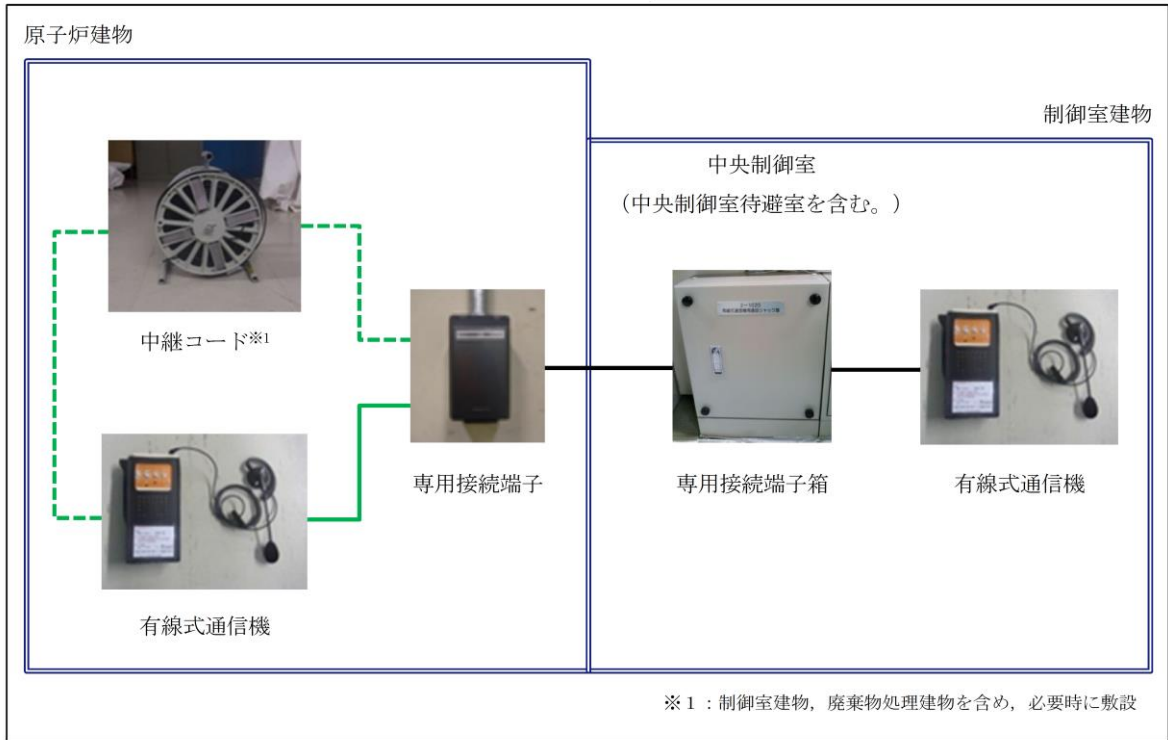 原子炉建物
制御室建物
中央制御室
(中央制御室待避室を含む。)
中継コード※1
専用接続端子
専用接続端子箱
有線式通信機
有線式通信機
※1:制御室建物,廃棄物処理建物を含め,必要時に敷設